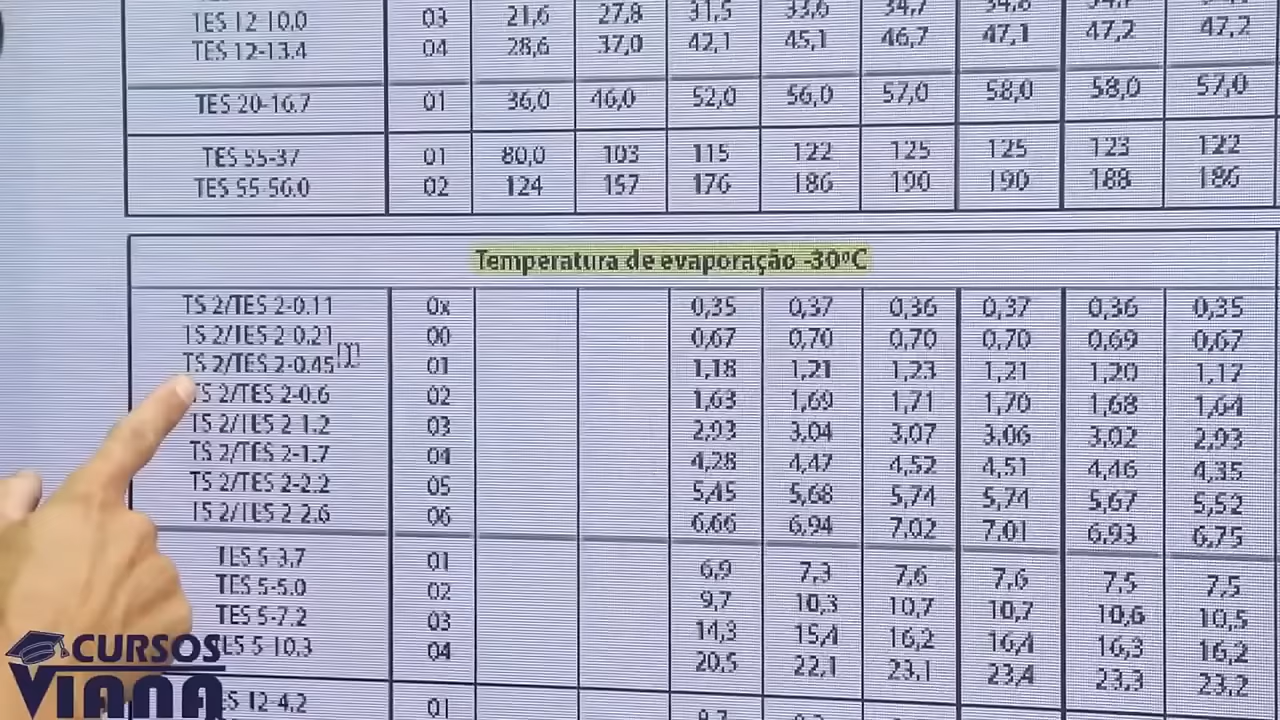 TES 12-10.0 03 21,6 27,8 31,5 33,6 34,7 34,8
TES 12-13.4 04 28,6 37,0 42,1 45,1 46,7 47,1 47,2 47,2
TES 20-16.7 01 36,0 46,0 52,0 56,0 57,0 58,0 58,0 57,0
TES 55-37 01 80,0 103 115 122 125 125 123 122
TES 55-56.0 02 124 157 176 186 190 190 188 186
Temperatura de evaporação -30ºC
TS 2/TES 2-0.11 0x 0,35 0,37 0,36 0,37 0,36 0,35
TS 2/TES 2-0.21 00 0,67 0,70 0,70 0,70 0,69 0,67
TS 2/TES 2-0.45 01 1,18 1,21 1,23 1,21 1,20 1,17
TS 2/TES 2-0.6 02 1,63 1,69 1,71 1,70 1,68 1,64
TS 2/TES 2-1.2 03 2,93 3,04 3,07 3,06 3,02 2,93
TS 2/TES 2-1.7 04 4,28 4,47 4,52 4,51 4,46 4,35
TS 2/TES 2-2.2 05 5,45 5,68 5,74 5,74 5,67 5,52
TS 2/TES 2-2.6 06 6,66 6,94 7,02 7,01 6,93 6,75
TES 5-3.7 01 6,9 7,3 7,6 7,6 7,5 7,5
TES 5-5.0 02 9,7 10,3 10,7 10,7 10,6 10,5
TES 5-7.2 03 14,3 15,4 16,2 16,4 16,3 16,2
TES 5-10.3 04 20,5 22,1 23,1 23,4 23,3 23,2
TES 12-4.2 01
CURSOS
VIANA